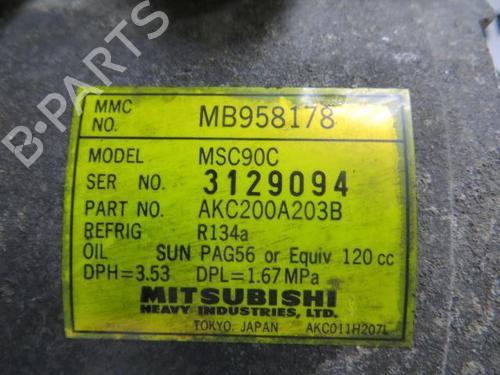 MMC NO. MB958178
MODEL MSC90C
SER NO. 3129094
PART NO. AKC200A203B
REFRIG R134a
OIL SUN PAG56 or Equiv 120 cc
DPH=3.53 DPL=1.67MPa
MITSUBISHI
HEAVY INDUSTRIES, LTD.
TOKYO. JAPAN AKC011H207L
B-PARTS